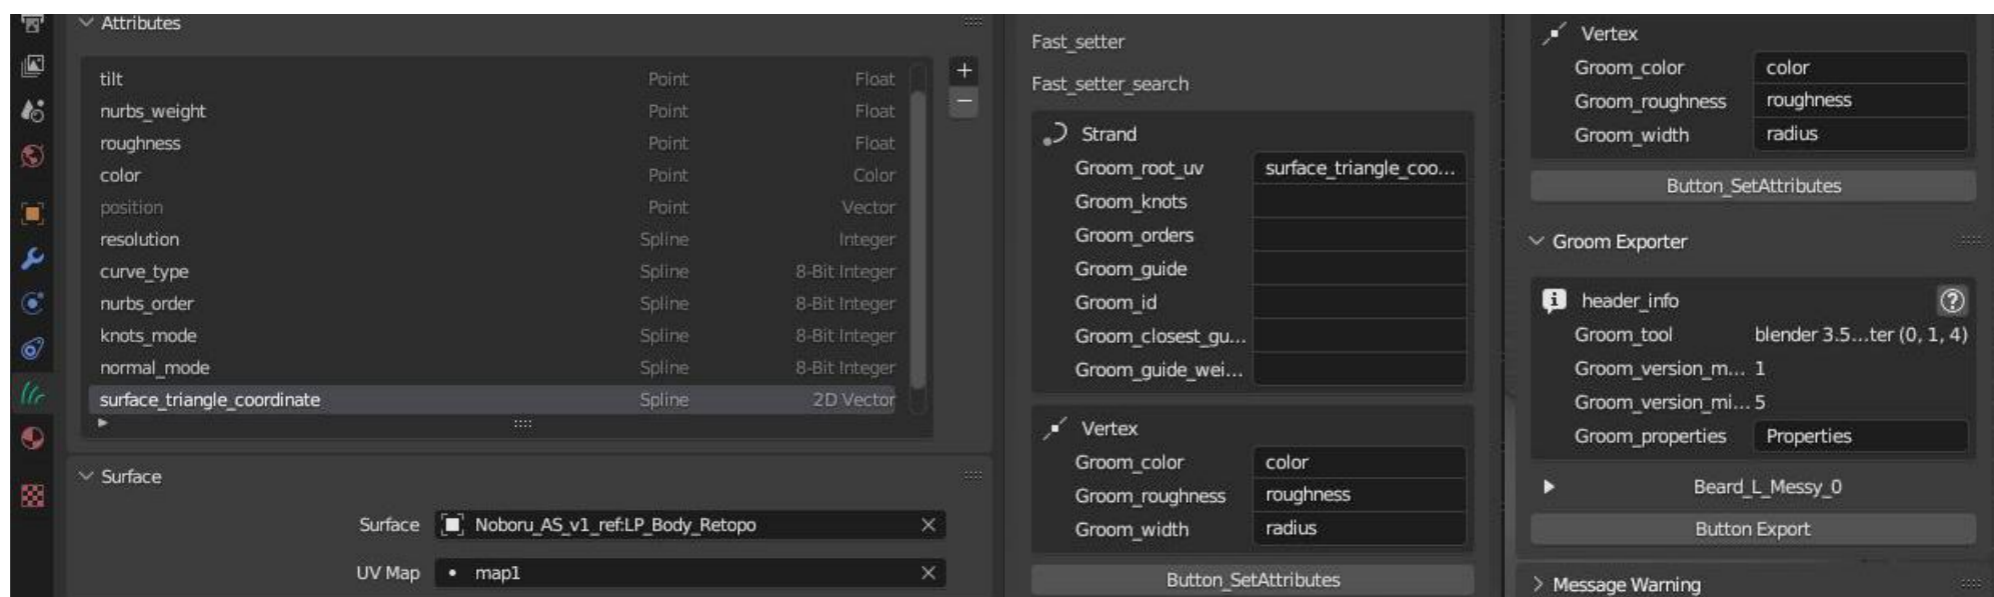 Attributes
tilt Point Float
nurbs_weight Point Float
roughness Point Float
color Point Color
position Point Vector
resolution Spline Integer
curve_type Spline 8-Bit Integer
nurbs_order Spline 8-Bit Integer
knots_mode Spline 8-Bit Integer
normal_mode Spline 8-Bit Integer
surface_triangle_coordinate Spline 2D Vector
Surface
Surface Noboru_AS_v1_ref:LP_Body_Retopo
UV Map map1
Fast_setter
Fast_setter_search
Strand
Groom_root_uv surface_triangle_coo...
Groom_knots
Groom_orders
Groom_guide
Groom_id
Groom_closest_gu...
Groom_guide_wei...
Vertex
Groom_color color
Groom_roughness roughness
Groom_width radius
Button_SetAttributes
Vertex
Groom_color color
Groom_roughness roughness
Groom_width radius
Button_SetAttributes
Groom Exporter
header_info
Groom_tool blender 3.5...ter (0, 1, 4)
Groom_version_m... 1
Groom_version_mi... 5
Groom_properties Properties
Beard_L_Messy_0
Button Export
Message Warning